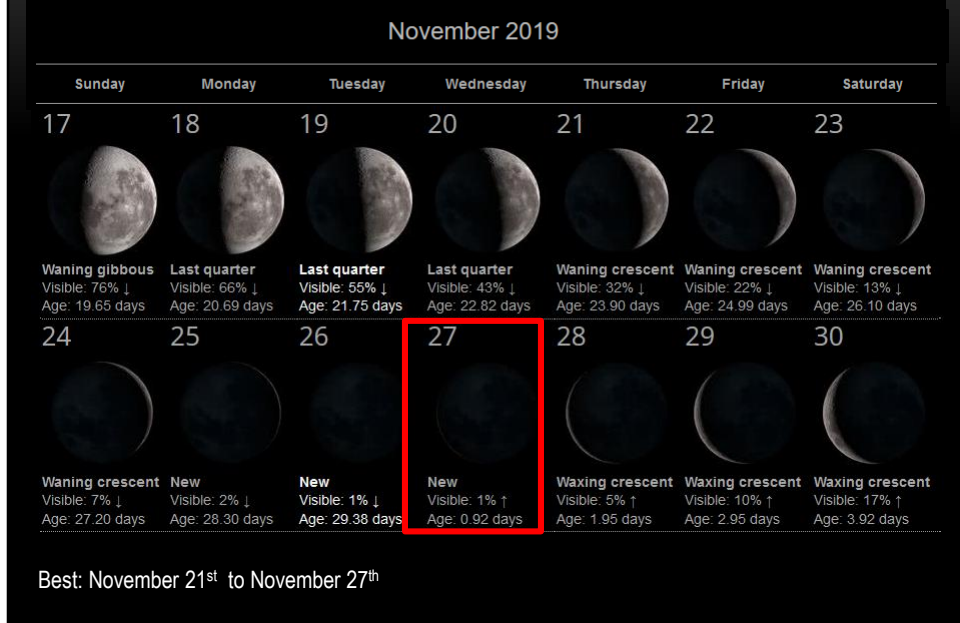 November 2019
Sunday Monday Tuesday Wednesday Thursday Friday Saturday
17 18 19 20 21 22 23
Waning gibbous Last quarter Last quarter Last quarter Waning crescent Waning crescent Waning crescent
Visible: 76% ↓ Visible: 66% ↓ Visible: 55% ↓ Visible: 43% ↓ Visible: 32% ↓ Visible: 22% ↓ Visible: 13% ↓
Age: 19.65 days Age: 20.69 days Age: 21.75 days Age: 22.82 days Age: 23.90 days Age: 24.99 days Age: 26.10 days
24 25 26 27 28 29 30
Waning crescent New New New Waxing crescent Waxing crescent Waxing crescent
Visible: 7% ↓ Visible: 2% ↓ Visible: 1% ↓ Visible: 1% ↑ Visible: 5% ↑ Visible: 10% ↑ Visible: 17% ↑
Age: 27.20 days Age: 28.30 days Age: 29.38 days Age: 0.92 days Age: 1.95 days Age: 2.95 days Age: 3.92 days
Best: November 21st to November 27th